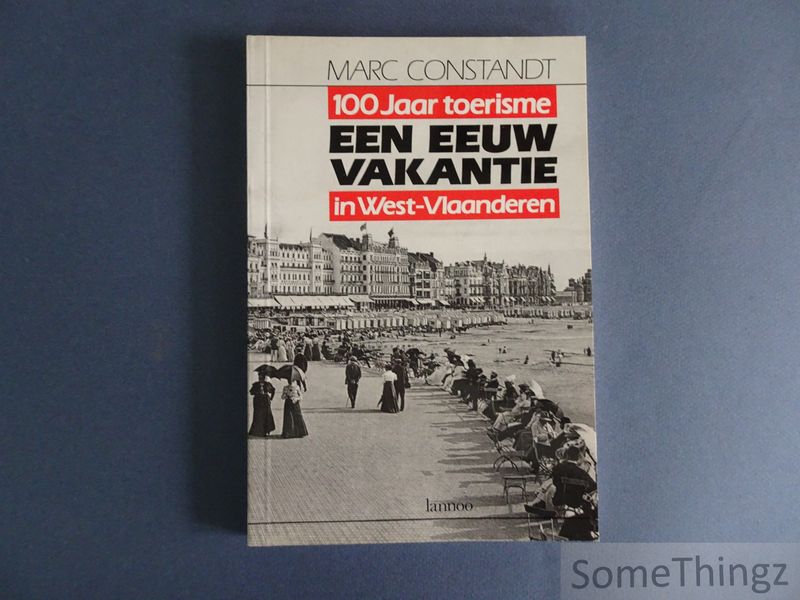 MARC CONSTANDT
100 Jaar toerisme
EEN EEUW
VAKANTIE
in West-Vlaanderen
lannoo
SomeThingz